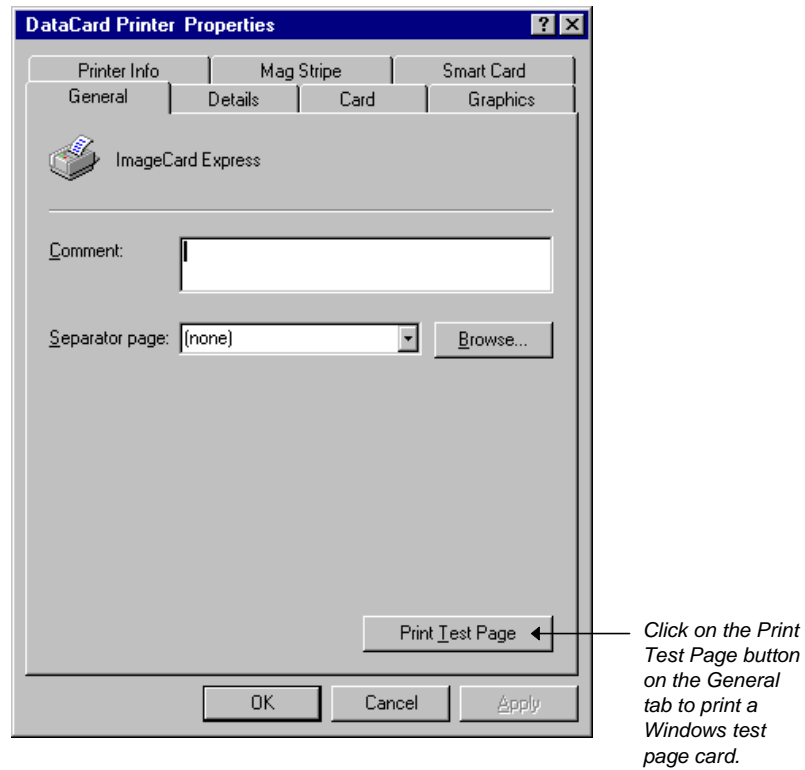 DataCard Printer Properties
Printer Info Mag Stripe Smart Card
General Details Card Graphics
ImageCard Express
Comment:
Separator page: (none) Browse...
Print Test Page
Click on the Print
Test Page button
on the General
tab to print a
Windows test
page card.
OK Cancel Apply